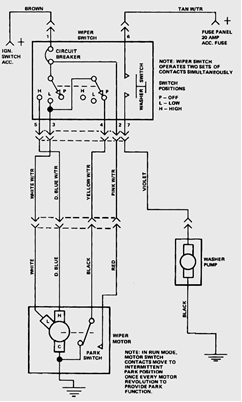 BROWN
TAN W/TR
WIPER
SWITCH
6
+
+
IGN.
SWITCH
ACC.
FUSE PANEL
20 AMP
ACC. FUSE
CIRCUIT
BREAKER
NOTE: WIPER SWITCH
OPERATES TWO SETS OF
CONTACTS SIMULTANEOUSLY
SWITCH
POSITIONS
P – OFF
L – LOW
H – HIGH
H
L
P
H
L
P
WASHER SWITCH
5
3
4
2
7
WHITE W/TR
D. BLUE W/TR
YELLOW W/TR
PINK W/TR
VIOLET
WHITE
D. BLUE
BLACK
RED
WASHER
PUMP
BLACK
H
L
C
WIPER
MOTOR
PARK
SWITCH
NOTE: IN RUN MODE,
MOTOR SWITCH
CONTACTS MOVE TO
INTERMITTENT
PARK POSITION
ONCE EVERY MOTOR
REVOLUTION TO
PROVIDE PARK
FUNCTION.